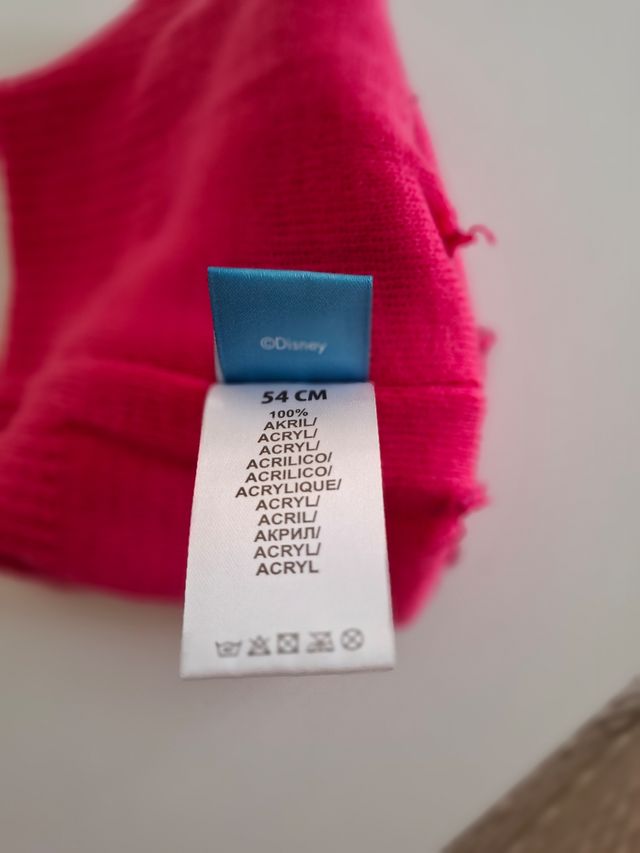 ©Disney
54 CM
100%
AKRIL/
ACRYL/
ACRYL/
ACRILICO/
ACRILICO/
ACRYLIQUE/
ACRYL/
ACRIL/
АКРИЛ/
ACRYL/
ACRYL